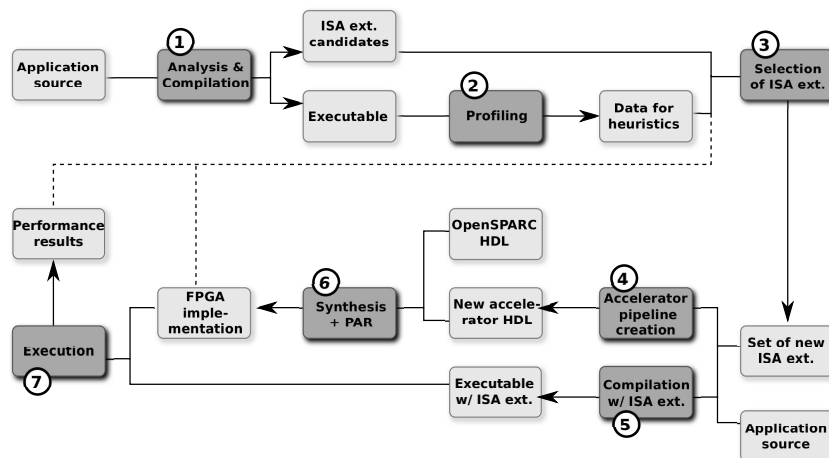 1
3
ISA ext.
candidates
Application
source
Analysis &
Compilation
Selection
of ISA ext.
2
Executable
Profiling
Data for
heuristics
Performance
results
OpenSPARC
HDL
6
4
FPGA
imple-
mentation
Synthesis
+ PAR
New accele-
rator HDL
Accelerator
pipeline
creation
Execution
7
Set of new
ISA ext.
Executable
w/ ISA ext.
Compilation
w/ ISA ext.
5
Application
source